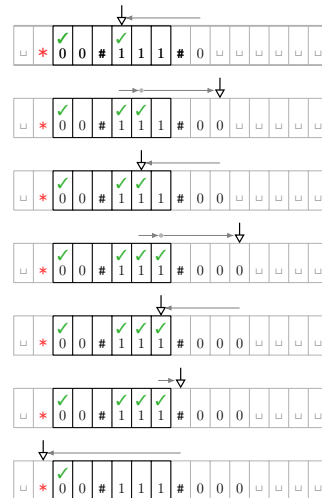 ✓ ✓
␣ * 0 0 # 1 1 1 # 0 ␣ ␣ ␣ ␣ ␣ ␣
✓ ✓ ✓
␣ * 0 0 # 1 1 1 # 0 0 ␣ ␣ ␣ ␣ ␣
✓ ✓ ✓
␣ * 0 0 # 1 1 1 # 0 0 ␣ ␣ ␣ ␣ ␣
✓ ✓ ✓ ✓
␣ * 0 0 # 1 1 1 # 0 0 0 ␣ ␣ ␣ ␣
✓ ✓ ✓ ✓
␣ * 0 0 # 1 1 1 # 0 0 0 ␣ ␣ ␣ ␣
✓ ✓ ✓ ✓
␣ * 0 0 # 1 1 1 # 0 0 0 ␣ ␣ ␣ ␣
✓
␣ * 0 0 # 1 1 1 # 0 0 0 ␣ ␣ ␣ ␣